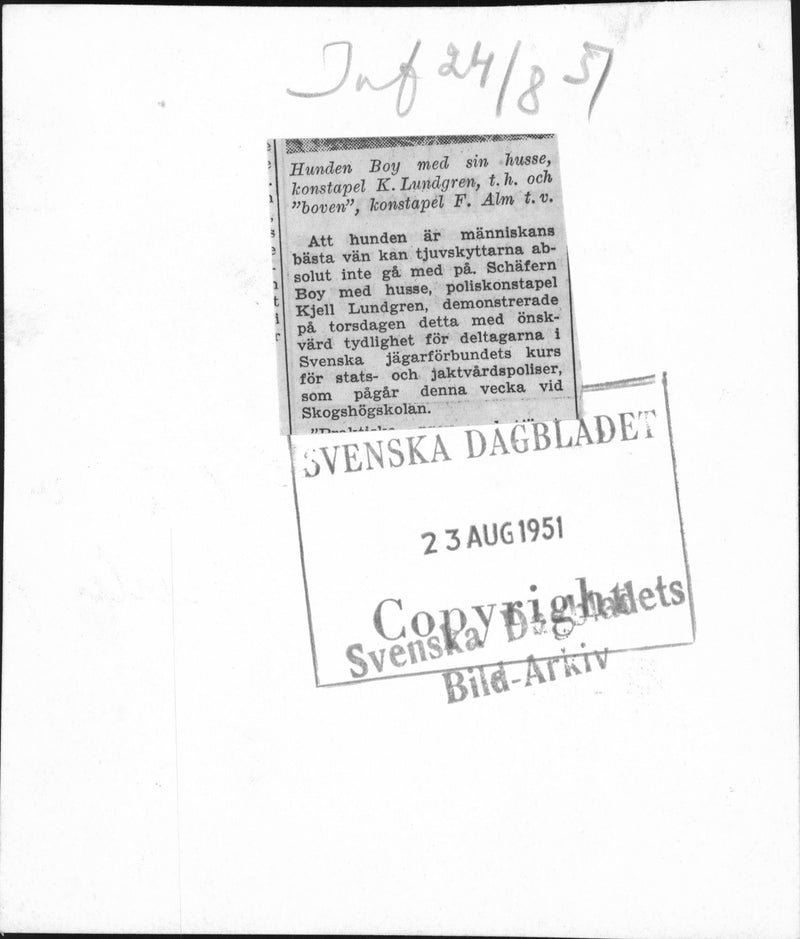 Inf 24/8 51
Hunden Boy med sin husse,
konstapel K. Lundgren, t. h. och
”boven”, konstapel F. Alm t. v.
Att hunden är människans
bästa vän kan tjuvskyttarna ab-
solut inte gå med på. Schäfern
Boy med husse, poliskonstapel
Kjell Lundgren, demonstrerade
på torsdagen detta med önsk-
värd tydlighet för deltagarna i
Svenska jägarförbundets kurs
för stats- och jaktvårdspoliser,
som pågår denna vecka vid
Skogshögskolan.
SVENSKA DAGBLADET
23 AUG 1951
Copyright
Svenska Dagbladets
Bild-Arkiv